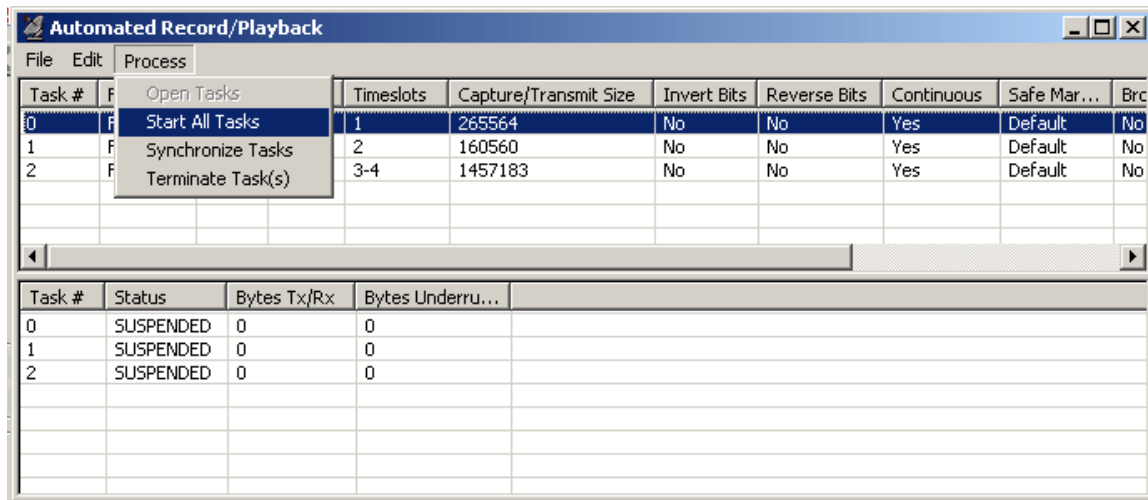 Automated Record/Playback
File Edit Process
Task # F Timeslots Capture/Transmit Size Invert Bits Reverse Bits Continuous Safe Mar... Brc
Open Tasks
Start All Tasks
Synchronize Tasks
Terminate Task(s)
0 F 1 265564 No No Yes Default No
1 F 2 160560 No No Yes Default No
2 F 3-4 1457183 No No Yes Default No
Task # Status Bytes Tx/Rx Bytes Underru...
0 SUSPENDED 0 0
1 SUSPENDED 0 0
2 SUSPENDED 0 0